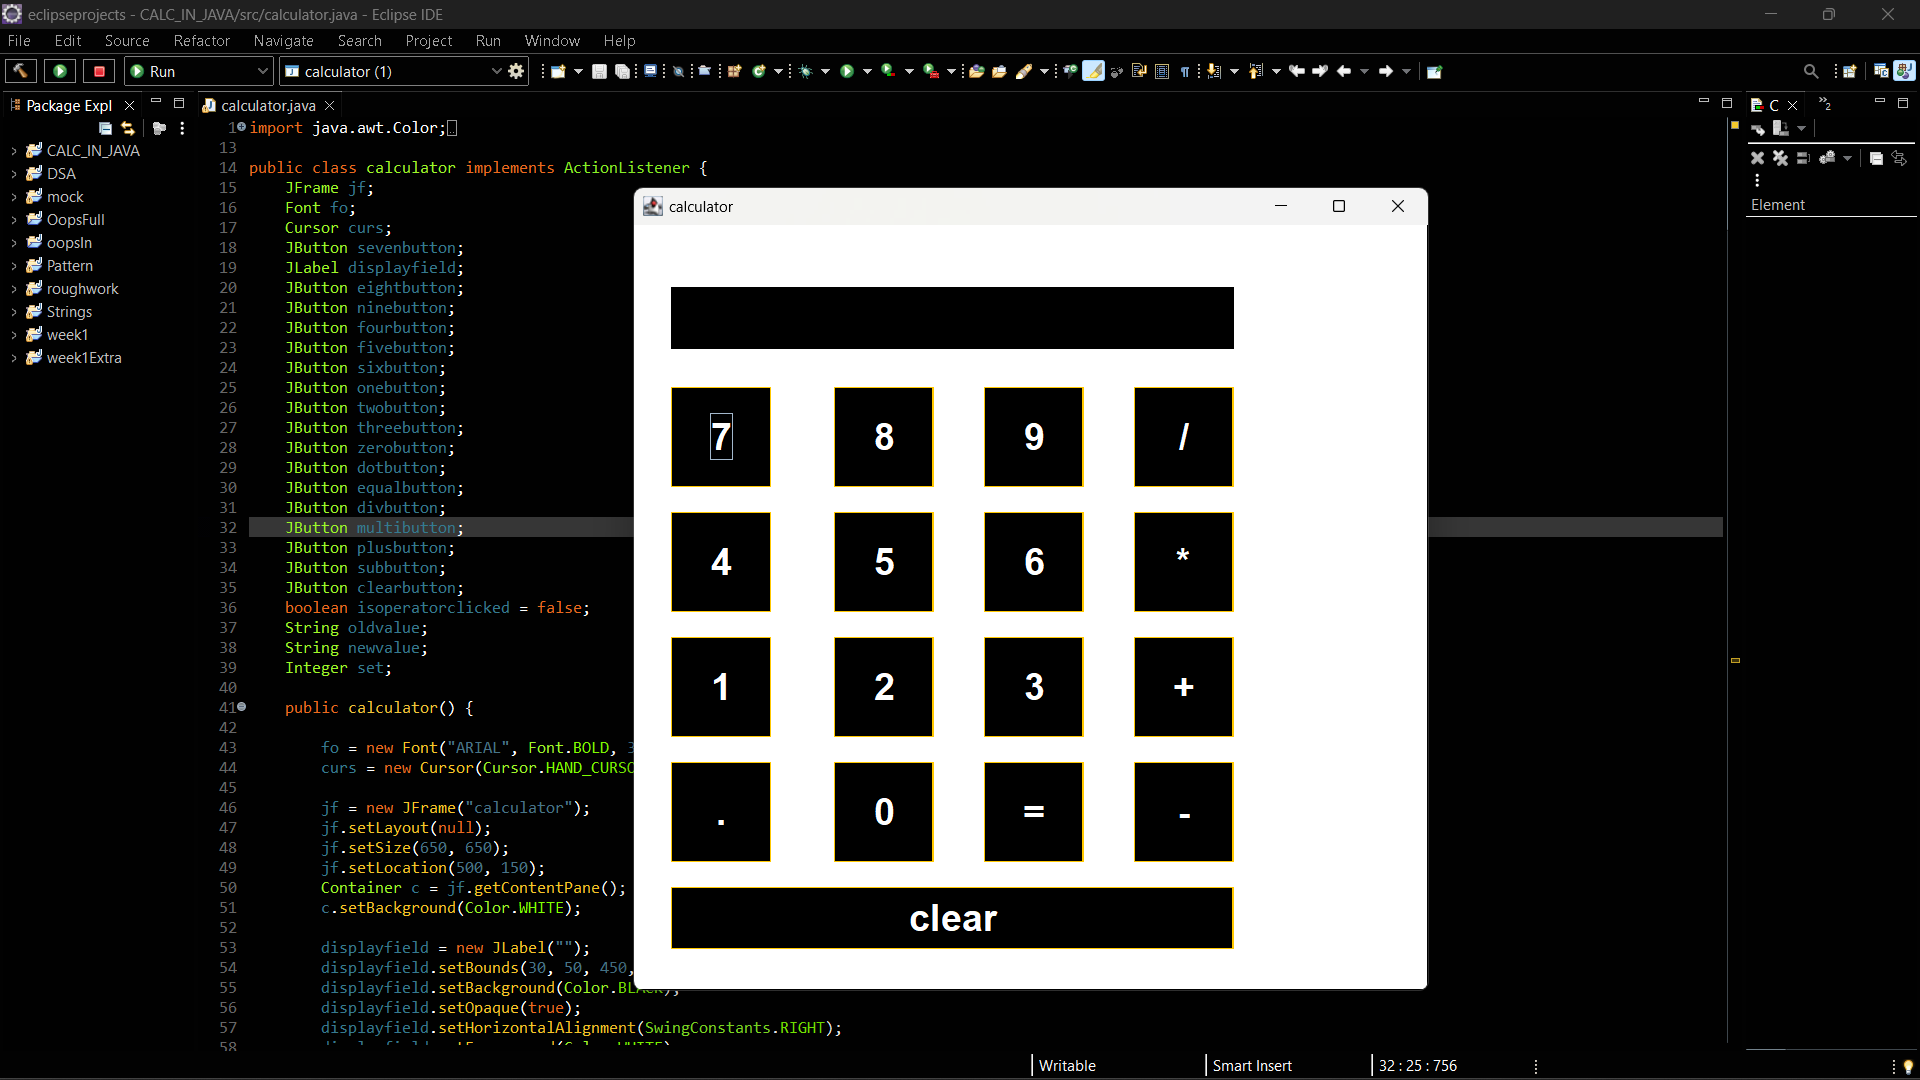 eclipseprojects - CALC_IN_JAVA/src/calculator.java - Eclipse IDE
File Edit Source Refactor Navigate Search Project Run Window Help
Run calculator (1)
Package Expl
CALC_IN_JAVA
DSA
mock
OopsFull
oopsIn
Pattern
roughwork
Strings
week1
week1Extra
calculator.java
1 import java.awt.Color;
13
14 public class calculator implements ActionListener {
15 JFrame jf;
16 Font fo;
17 Cursor curs;
18 JButton sevenbutton;
19 JLabel displayfield;
20 JButton eightbutton;
21 JButton ninebutton;
22 JButton fourbutton;
23 JButton fivebutton;
24 JButton sixbutton;
25 JButton onebutton;
26 JButton twobutton;
27 JButton threebutton;
28 JButton zerobutton;
29 JButton dotbutton;
30 JButton equalbutton;
31 JButton divbutton;
32 JButton multibutton;
33 JButton plusbutton;
34 JButton subbutton;
35 JButton clearbutton;
36 boolean isoperatorclicked = false;
37 String oldvalue;
38 String newvalue;
39 Integer set;
40
41 public calculator() {
42
43 fo = new Font("ARIAL", Font.BOLD, 3
44 curs = new Cursor(Cursor.HAND_CURSO
45
46 jf = new JFrame("calculator");
47 jf.setLayout(null);
48 jf.setSize(650, 650);
49 jf.setLocation(500, 150);
50 Container c = jf.getContentPane();
51 c.setBackground(Color.WHITE);
52
53 displayfield = new JLabel("");
54 displayfield.setBounds(30, 50, 450,
55 displayfield.setBackground(Color.BLACK);
56 displayfield.setOpaque(true);
57 displayfield.setHorizontalAlignment(SwingConstants.RIGHT);
58
calculator
7 8 9 /
4 5 6 *
1 2 3 +
. 0 = -
clear
C
2
Element
Writable Smart Insert 32 : 25 : 756